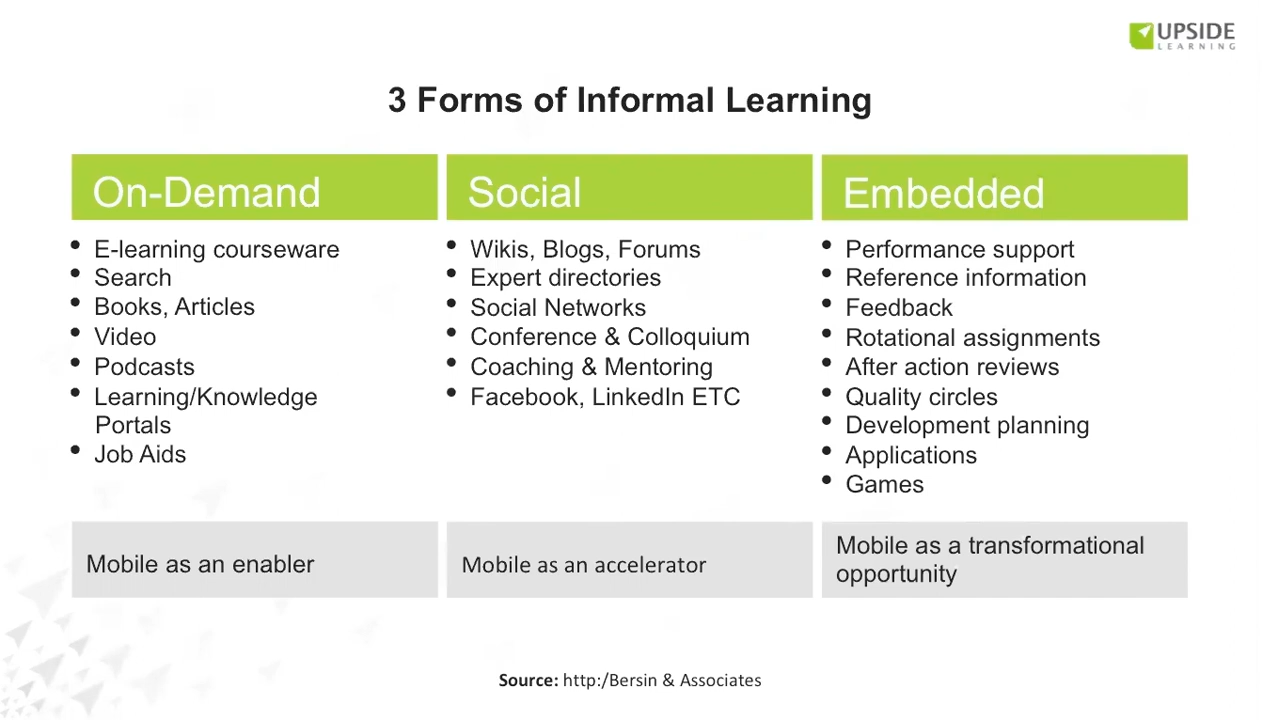 UPSIDE
LEARNING
3 Forms of Informal Learning
On-Demand
• E-learning courseware
• Search
• Books, Articles
• Video
• Podcasts
• Learning/Knowledge
Portals
• Job Aids
Mobile as an enabler
Social
• Wikis, Blogs, Forums
• Expert directories
• Social Networks
• Conference & Colloquium
• Coaching & Mentoring
• Facebook, LinkedIn ETC
Mobile as an accelerator
Embedded
• Performance support
• Reference information
• Feedback
• Rotational assignments
• After action reviews
• Quality circles
• Development planning
• Applications
• Games
Mobile as a transformational
opportunity
Source: http:/Bersin & Associates